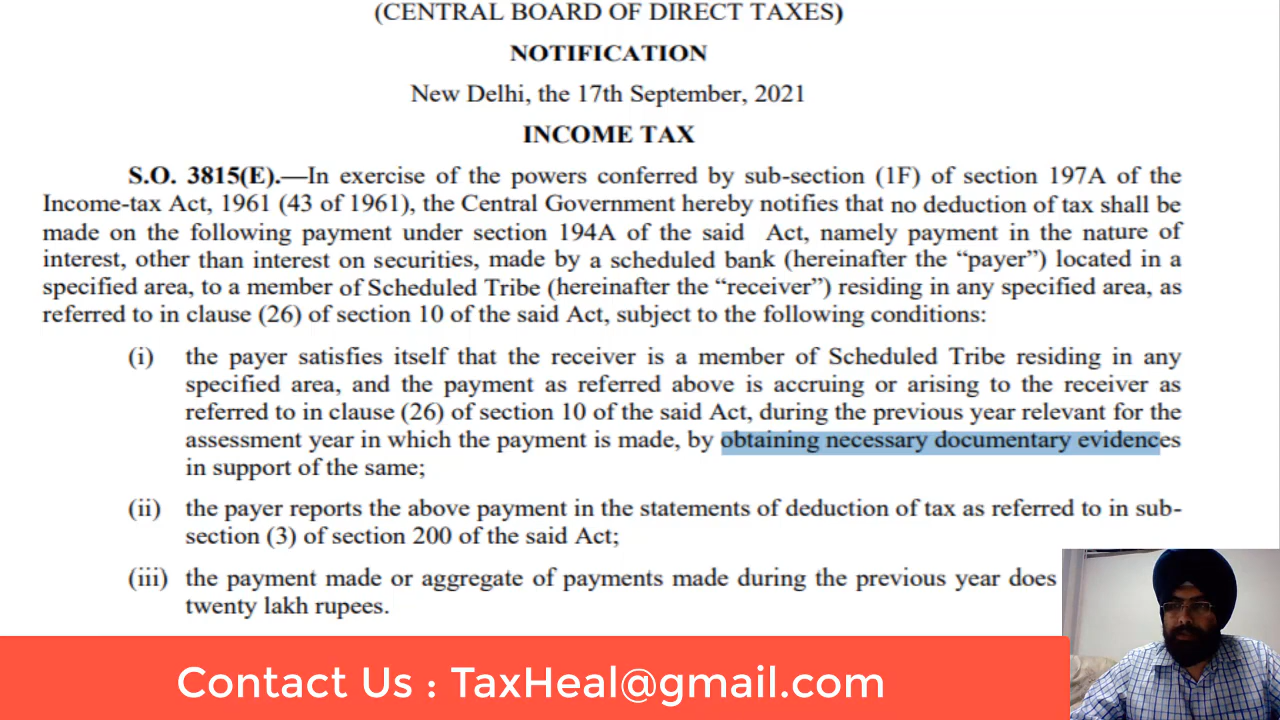 (CENTRAL BOARD OF DIRECT TAXES)
NOTIFICATION
New Delhi, the 17th September, 2021
INCOME TAX
S.O. 3815(E).—In exercise of the powers conferred by sub-section (1F) of section 197A of the
Income-tax Act, 1961 (43 of 1961), the Central Government hereby notifies that no deduction of tax shall be
made on the following payment under section 194A of the said Act, namely payment in the nature of
interest, other than interest on securities, made by a scheduled bank (hereinafter the “payer”) located in a
specified area, to a member of Scheduled Tribe (hereinafter the “receiver”) residing in any specified area, as
referred to in clause (26) of section 10 of the said Act, subject to the following conditions:
(i) the payer satisfies itself that the receiver is a member of Scheduled Tribe residing in any
specified area, and the payment as referred above is accruing or arising to the receiver as
referred to in clause (26) of section 10 of the said Act, during the previous year relevant for the
assessment year in which the payment is made, by obtaining necessary documentary evidences
in support of the same;
(ii) the payer reports the above payment in the statements of deduction of tax as referred to in sub-
section (3) of section 200 of the said Act;
(iii) the payment made or aggregate of payments made during the previous year does
twenty lakh rupees.
Contact Us : TaxHeal@gmail.com